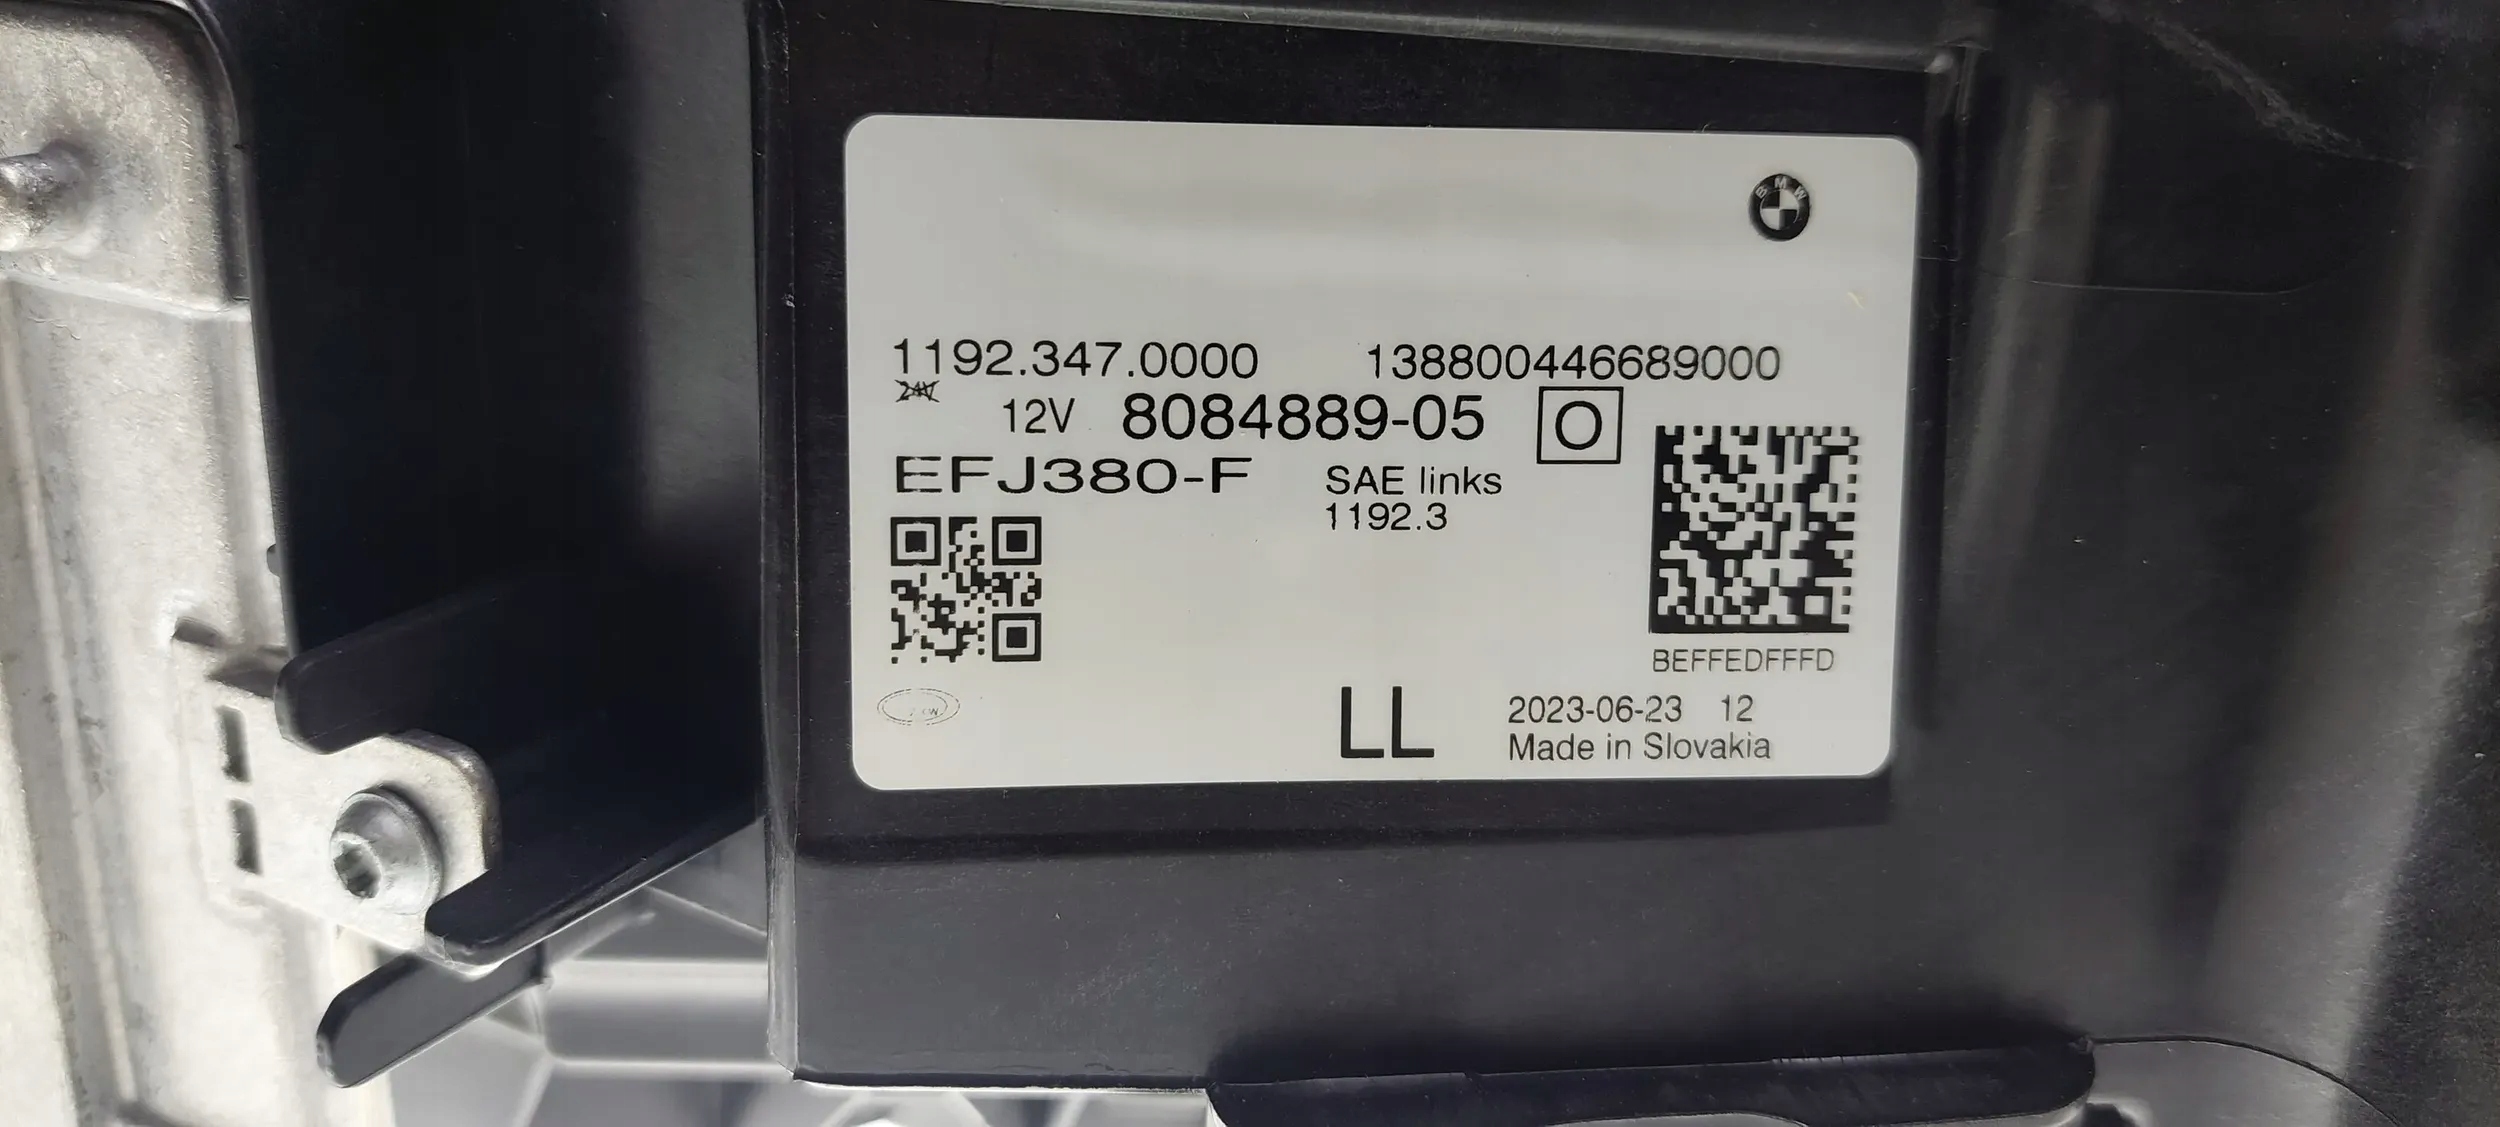 BMW
1192.347.0000 138800446689000
12V 8084889-05 O
EFJ380-F SAE links
1192.3
BEFFEDFFFD
LL 2023-06-23 12
Made in Slovakia